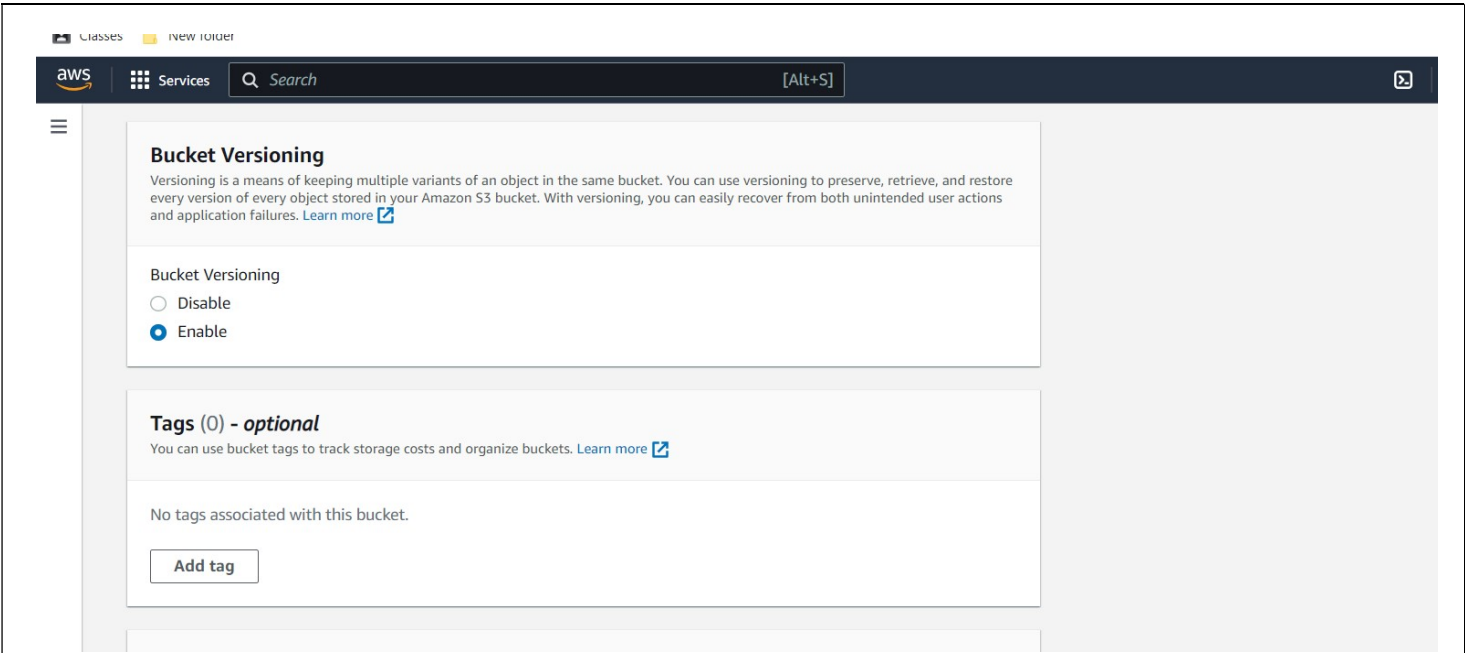 Classes New folder
aws Services Search [Alt+S]
Bucket Versioning
Versioning is a means of keeping multiple variants of an object in the same bucket. You can use versioning to preserve, retrieve, and restore
every version of every object stored in your Amazon S3 bucket. With versioning, you can easily recover from both unintended user actions
and application failures. Learn more
Bucket Versioning
Disable
Enable
Tags (0) - optional
You can use bucket tags to track storage costs and organize buckets. Learn more
No tags associated with this bucket.
Add tag